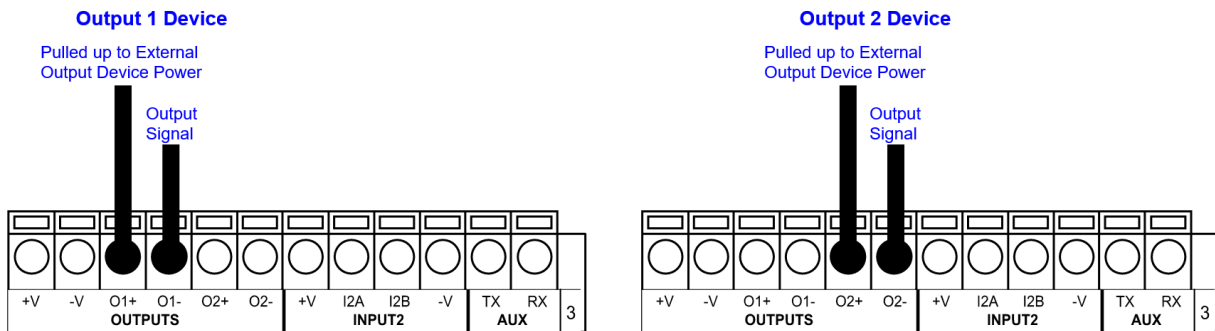 Output 1 Device
Pulled up to External
Output Device Power
Output
Signal
+V -V O1+ O1- O2+ O2- +V I2A I2B -V TX RX
OUTPUTS INPUT2 AUX 3
Output 2 Device
Pulled up to External
Output Device Power
Output
Signal
+V -V O1+ O1- O2+ O2- +V I2A I2B -V TX RX
OUTPUTS INPUT2 AUX 3